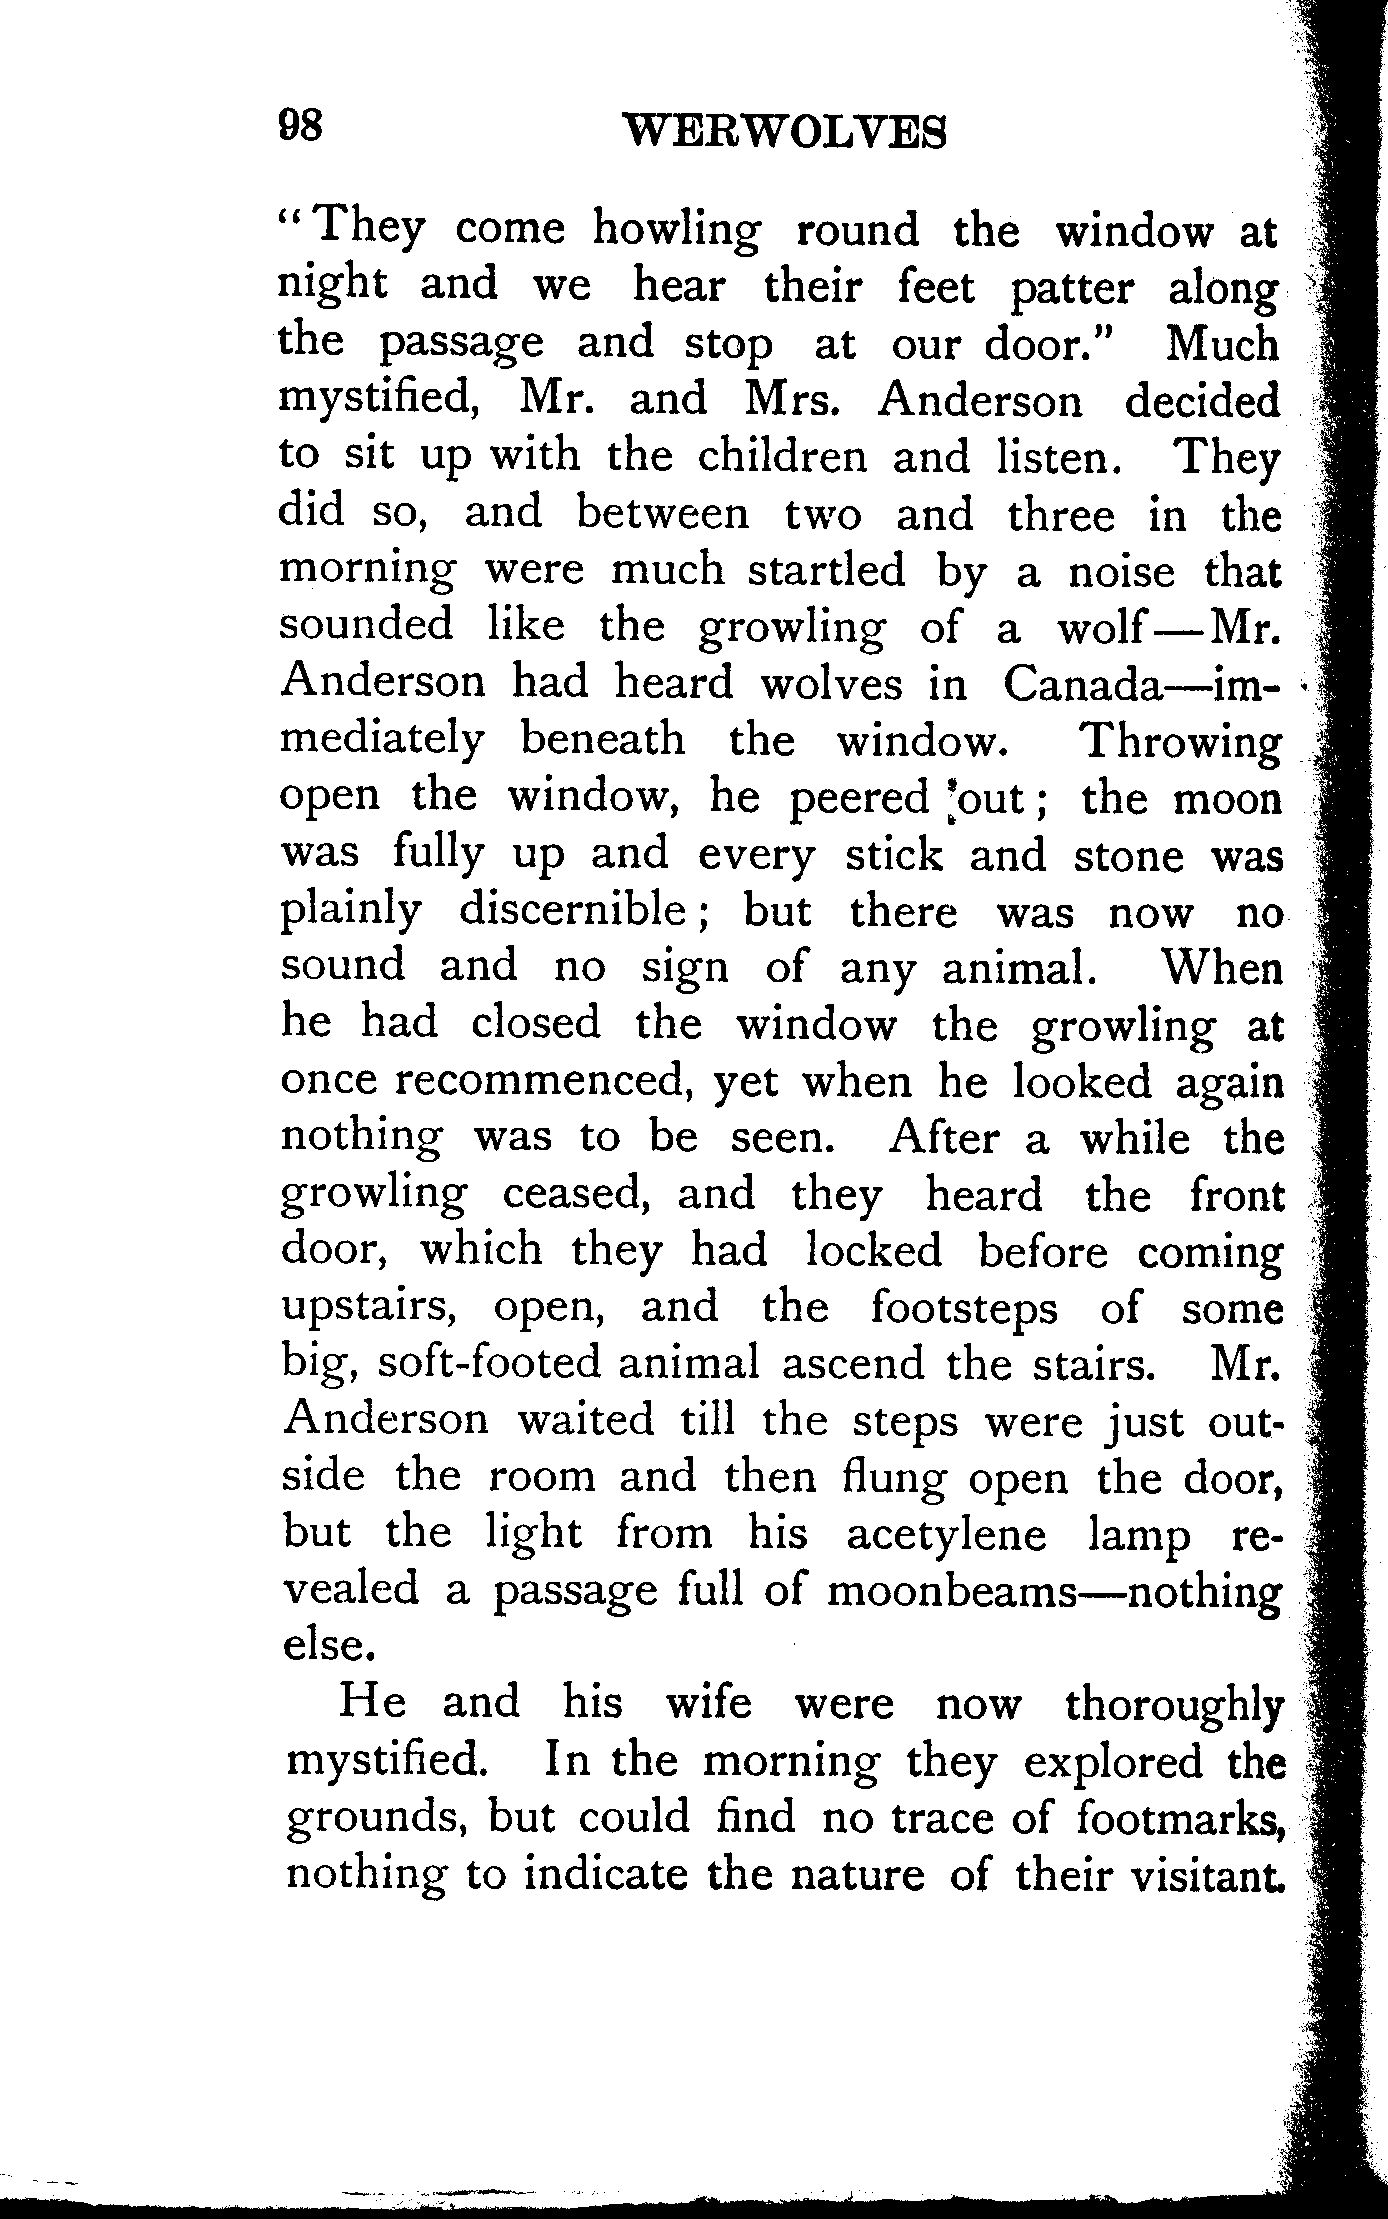 98 WERWOLVES
“They come howling round the window at
night and we hear their feet patter along
the passage and stop at our door.” Much
mystified, Mr. and Mrs. Anderson decided
to sit up with the children and listen. They
did so, and between two and three in the
morning were much startled by a noise that
sounded like the growling of a wolf—Mr.
Anderson had heard wolves in Canada—im-
mediately beneath the window. Throwing
open the window, he peered out; the moon
was fully up and every stick and stone was
plainly discernible; but there was now no
sound and no sign of any animal. When
he had closed the window the growling at
once recommenced, yet when he looked again
nothing was to be seen. After a while the
growling ceased, and they heard the front
door, which they had locked before coming
upstairs, open, and the footsteps of some
big, soft-footed animal ascend the stairs. Mr.
Anderson waited till the steps were just out-
side the room and then flung open the door,
but the light from his acetylene lamp re-
vealed a passage full of moonbeams—nothing
else.
He and his wife were now thoroughly
mystified. In the morning they explored the
grounds, but could find no trace of footmarks,
nothing to indicate the nature of their visitant.